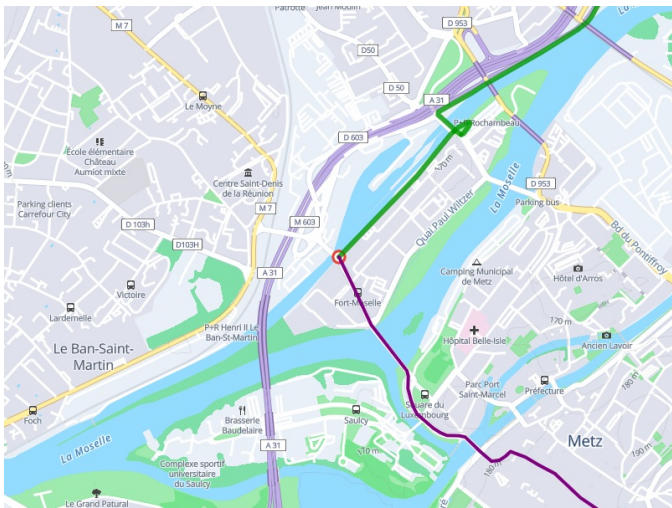 Patrotte
Jean Moulin
La M
M 7
D 953
D50
D 50
A 31
Le Moyne
P+R Rochambeau
D 603
170 m
École élémentaire
Château
Aumiot mixte
Centre Saint-Denis
de la Réunion
La Moselle
D 953
Parking bus
Parking clients
Carrefour City
M 7
M 603
D 103h
D103H
Quai Paul Wiltzer
Bd du Pontiffroy
A 31
Camping Municipal
de Metz
Hôtel d'Arros
Victoire
Fort-Moselle
Lardemelle
170 m
P+R Henri II Le
Ban-St-Martin
Hôpital Belle-Isle
Ancien Lavoir
Le Ban-Saint-
Martin
Parc Port
Saint-Marcel
Préfecture
180 m
Foch
Brasserie
Baudelaire
Saulcy
Square du
Luxembourg
Metz
La Moselle
A 31
170 m
190 m
Complexe sportif
universitaire
du Saulcy
180 m
Le Grand Patural